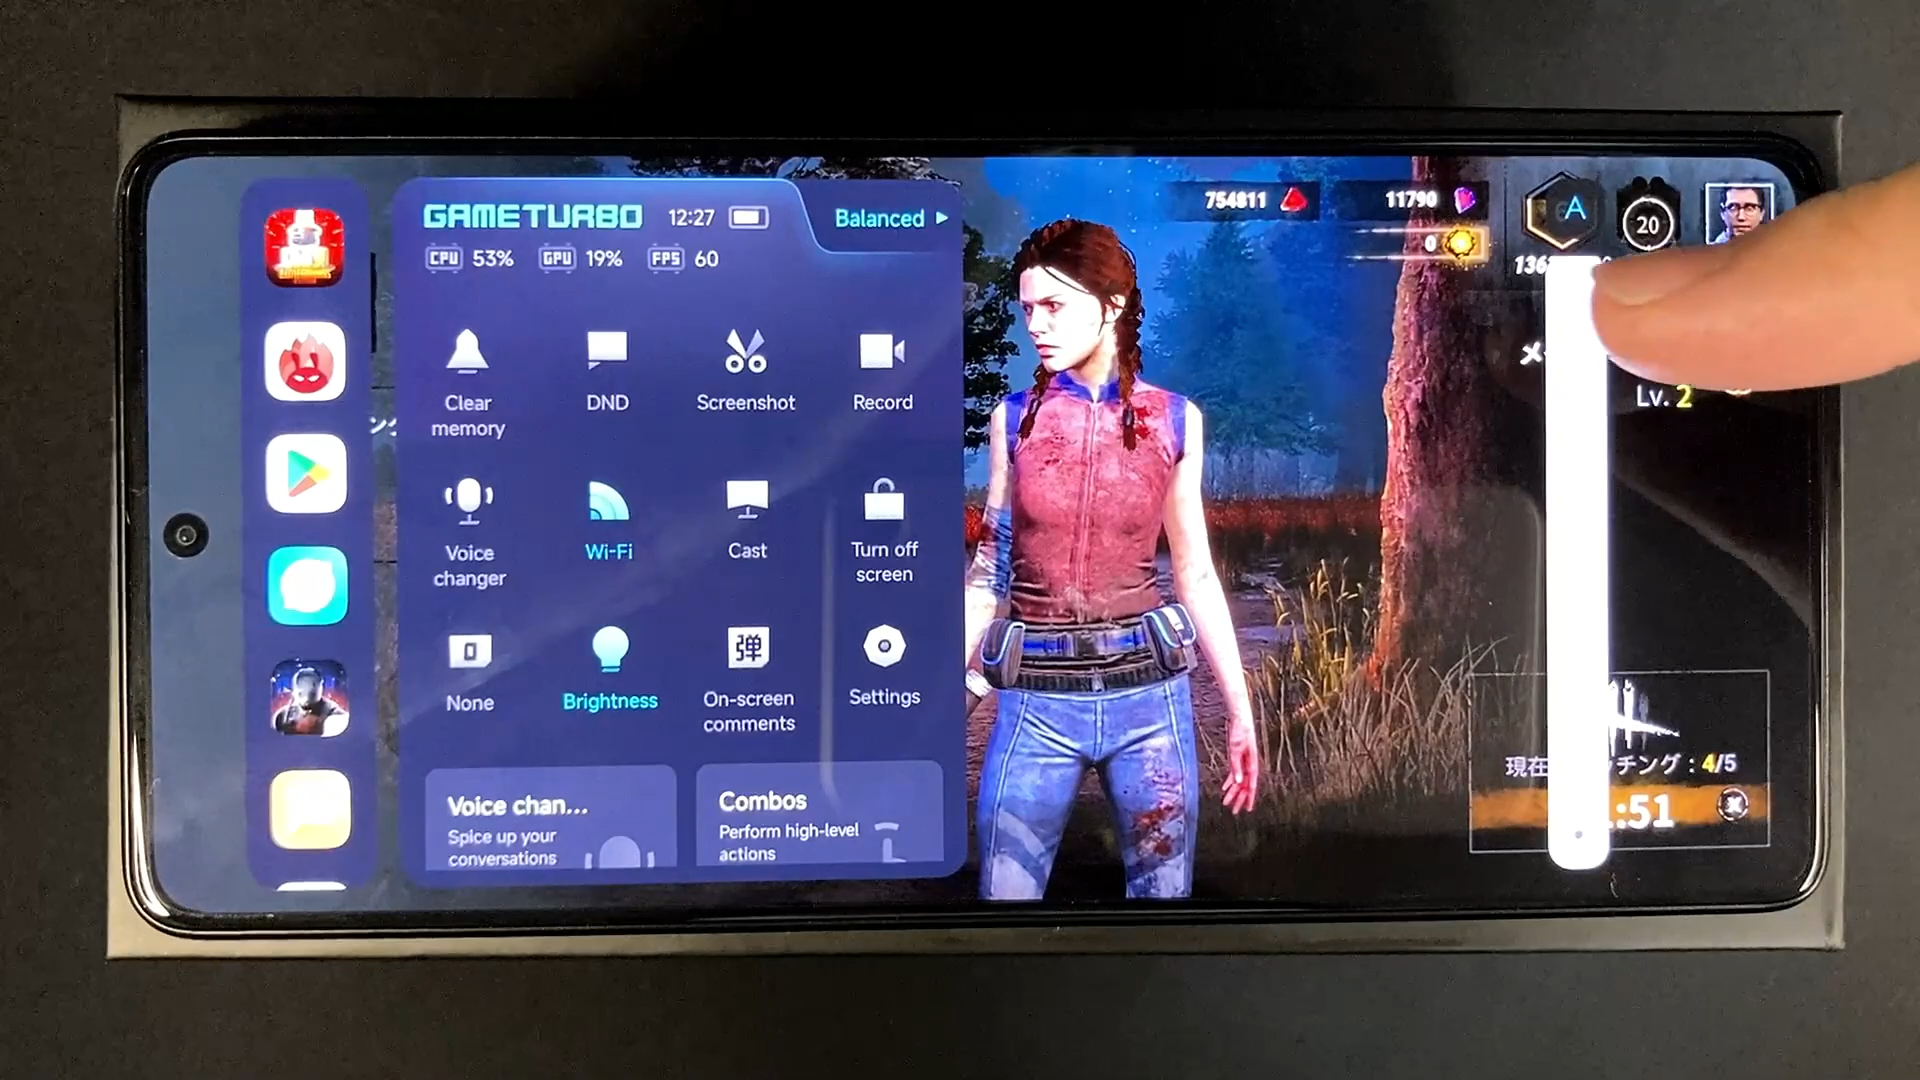 GAMETURBO 12:27 Balanced
CPU 53% GPU 19% FPS 60
Clear
memory
DND
Screenshot
Record
Voice
changer
Wi-Fi
Cast
Turn off
screen
None
Brightness
弾
On-screen
comments
Settings
Voice chan...
Spice up your
conversations
Combos
Perform high-level
actions
754811
11790
0
A
20
Lv. 2
現在
ッチング：4/5
:51